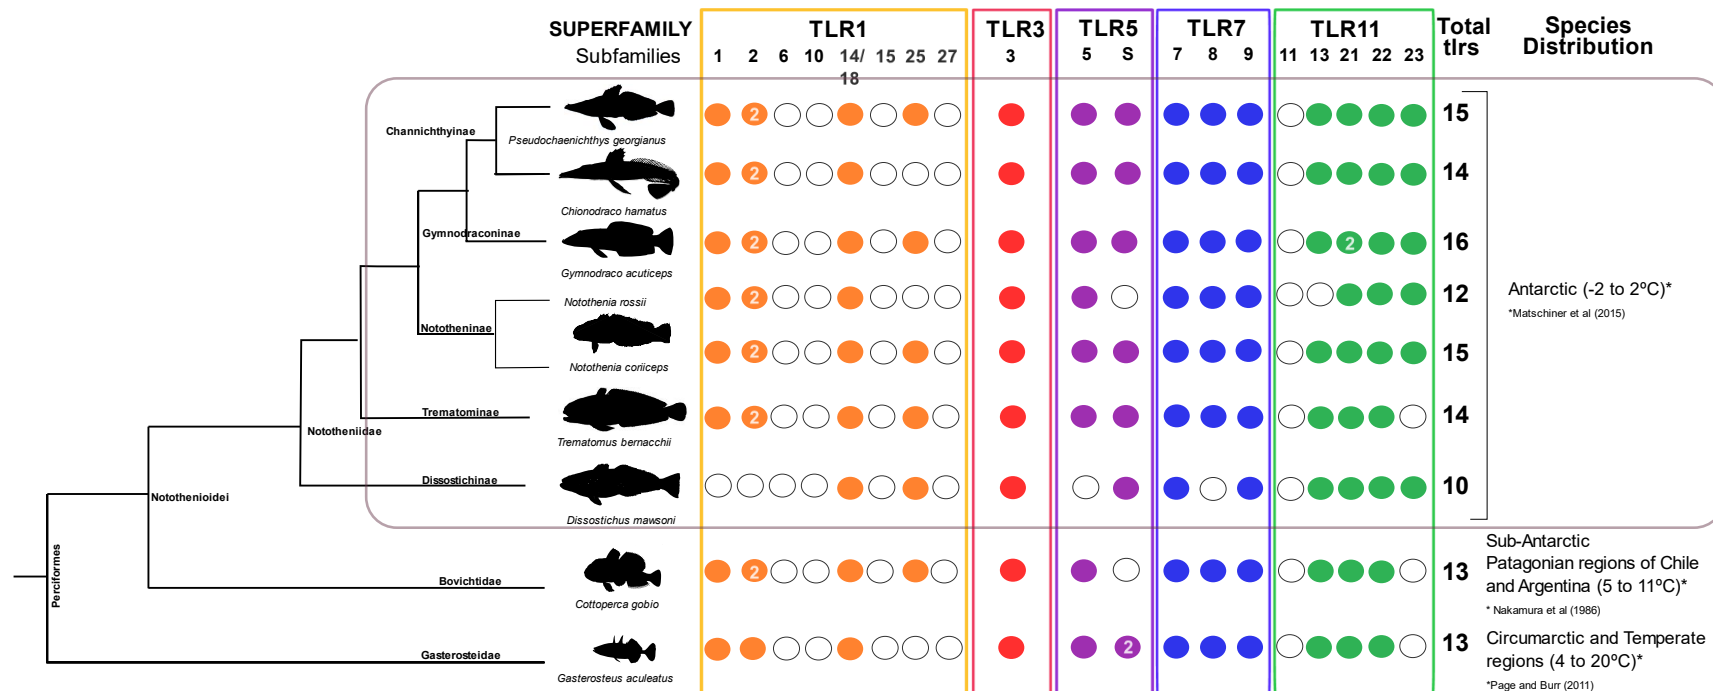 SUPERFAMILY TLR1 TLR3 TLR5 TLR7 TLR11 Total tlrs Species Distribution
Subfamilies 1 2 6 10 14/18 15 25 27 3 5 S 7 8 9 11 13 21 22 23
Channichthyinae
2 15
Pseudochaenichthys georgianus
2 14
Chionodraco hamatus
Gymnodraconinae
2 2 16
Gymnodraco acuticeps
Notothenia rossii
2 12
Antarctic (-2 to 2ºC)*
*Matschiner et al (2015)
Nototheninae
2 15
Notothenia coriiceps
Trematominae
2 14
Trematomus bernacchii
Nototheniidae
Dissostichinae
10
Dissostichus mawsoni
Notothenioidei
Perciformes
Sub-Antarctic
Patagonian regions of Chile
and Argentina (5 to 11ºC)*
* Nakamura et al (1986)
Bovichtidae
2 13
Cottoperca gobio
Gasterosteidae
2 13
Circumarctic and Temperate
regions (4 to 20ºC)*
*Page and Burr (2011)
Gasterosteus aculeatus